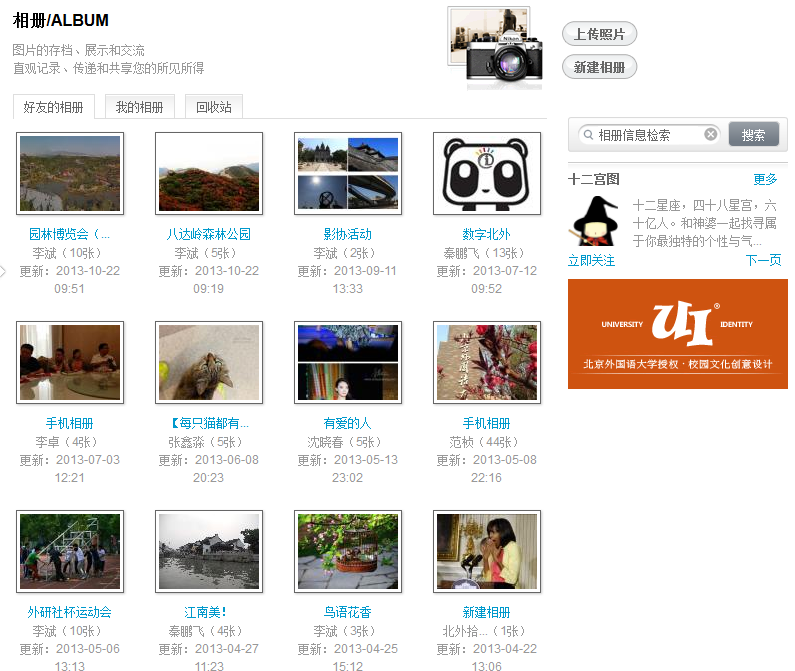 相册/ALBUM
图片的存档、展示和交流
直观记录、传递和共享您的所见所得
Nikon
上传照片
新建相册
好友的相册
我的相册
回收站
园林博览会（...
李斌（10张）
更新：2013-10-22
09:51
八达岭森林公园
李斌（5张）
更新：2013-10-22
09:19
影协活动
李斌（2张）
更新：2013-09-11
13:33
数字北外
秦鹏飞（13张）
更新：2013-07-12
09:52
手机相册
李卓（4张）
更新：2013-07-03
12:21
【每只猫都有...
张鑫淼（5张）
更新：2013-06-08
20:23
有爱的人
沈晓春（5张）
更新：2013-05-13
23:02
手机相册
范桢（44张）
更新：2013-05-08
22:16
外研社杯运动会
李斌（10张）
更新：2013-05-06
13:13
江南美！
秦鹏飞（4张）
更新：2013-04-27
11:23
鸟语花香
李斌（3张）
更新：2013-04-25
15:12
新建相册
北外拾...（1张）
更新：2013-04-22
13:06
相册信息检索
搜索
十二宫图
更多
十二星座，四十八星宫，六
十亿人。和神婆一起找寻属
于你最独特的个性与气...
立即关注
下一页
UNIVERSITY UI® IDENTITY
北京外国语大学授权·校园文化创意设计